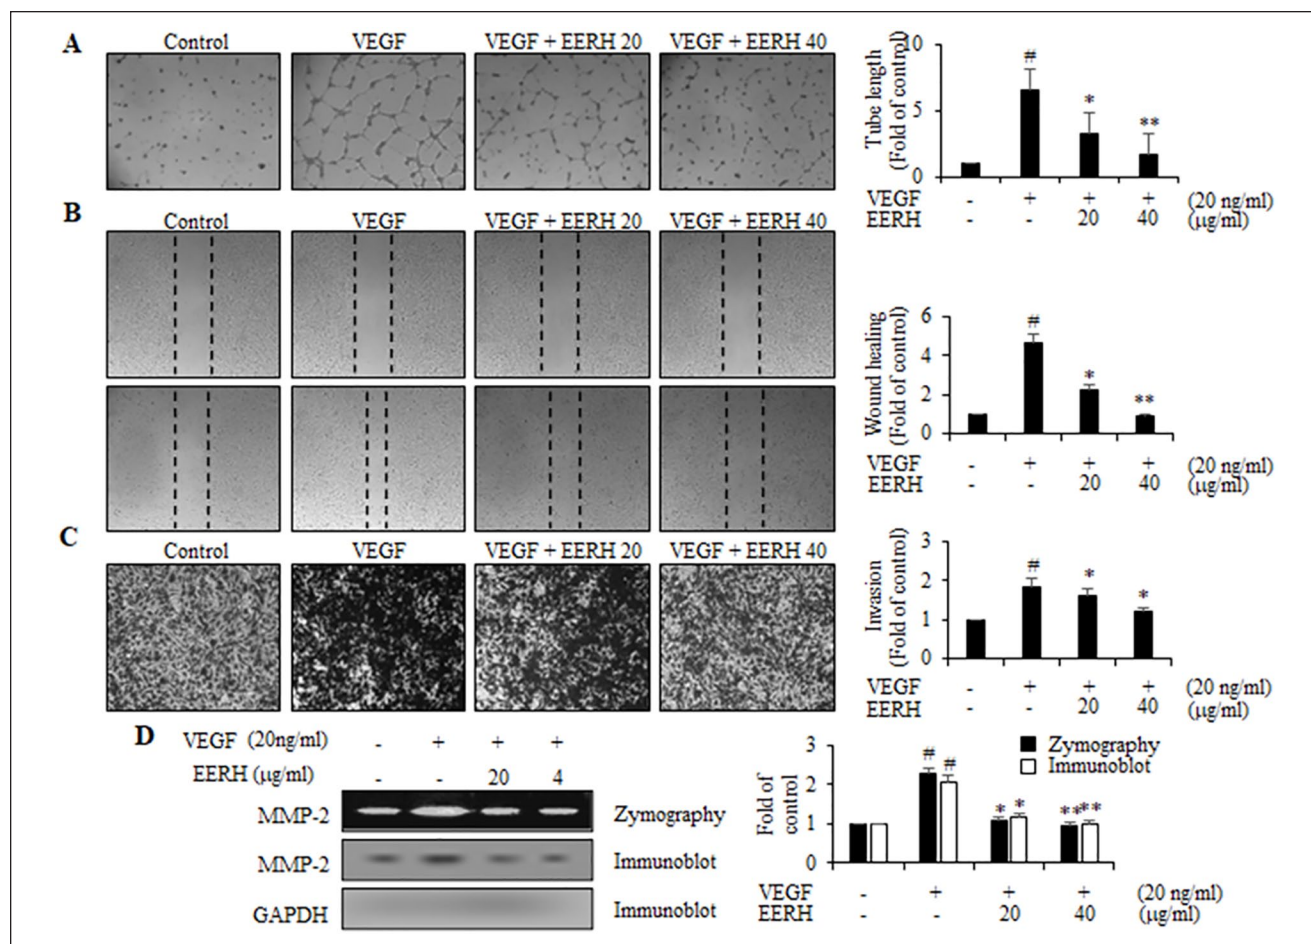 A
Control VEGF VEGF + EERH 20 VEGF + EERH 40
Tube length
(Fold of control)
10
5
0
#
*
**
VEGF - + + + (20 ng/ml)
EERH - - 20 40 (μg/ml)
B
Control VEGF VEGF + EERH 20 VEGF + EERH 40
Wound healing
(Fold of control)
6
4
2
0
#
*
**
VEGF - + + + (20 ng/ml)
EERH - - 20 40 (μg/ml)
C
Control VEGF VEGF + EERH 20 VEGF + EERH 40
Invasion
(Fold of control)
3
2
1
0
#
*
*
VEGF - + + + (20 ng/ml)
EERH - - 20 40 (μg/ml)
D
VEGF (20ng/ml) - + + +
EERH (μg/ml) - - 20 4
MMP-2 Zymography
MMP-2 Immunoblot
GAPDH Immunoblot
Fold of
control
3
2
1
0
# #
* *
** **
Zymography
Immunoblot
VEGF - + + + (20 ng/ml)
EERH - - 20 40 (μg/ml)